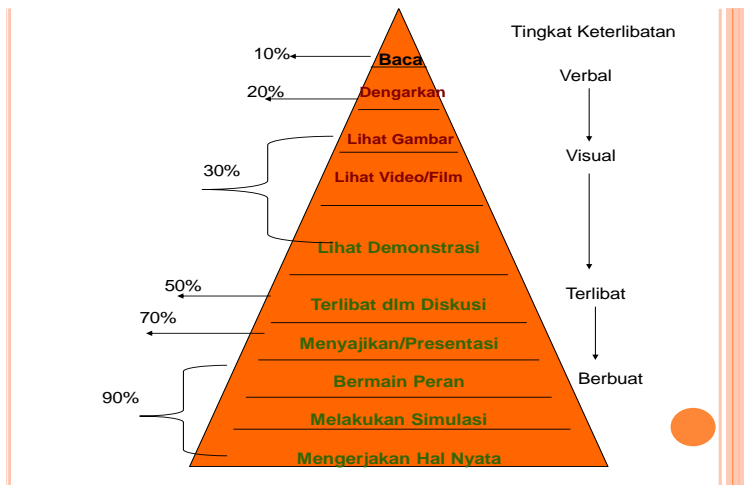 Tingkat Keterlibatan
10%
Baca
Verbal
20%
Dengarkan
Lihat Gambar
Visual
30%
Lihat Video/Film
Lihat Demonstrasi
50%
Terlibat dlm Diskusi
Terlibat
70%
Menyajikan/Presentasi
Bermain Peran
Berbuat
90%
Melakukan Simulasi
Mengerjakan Hal Nyata